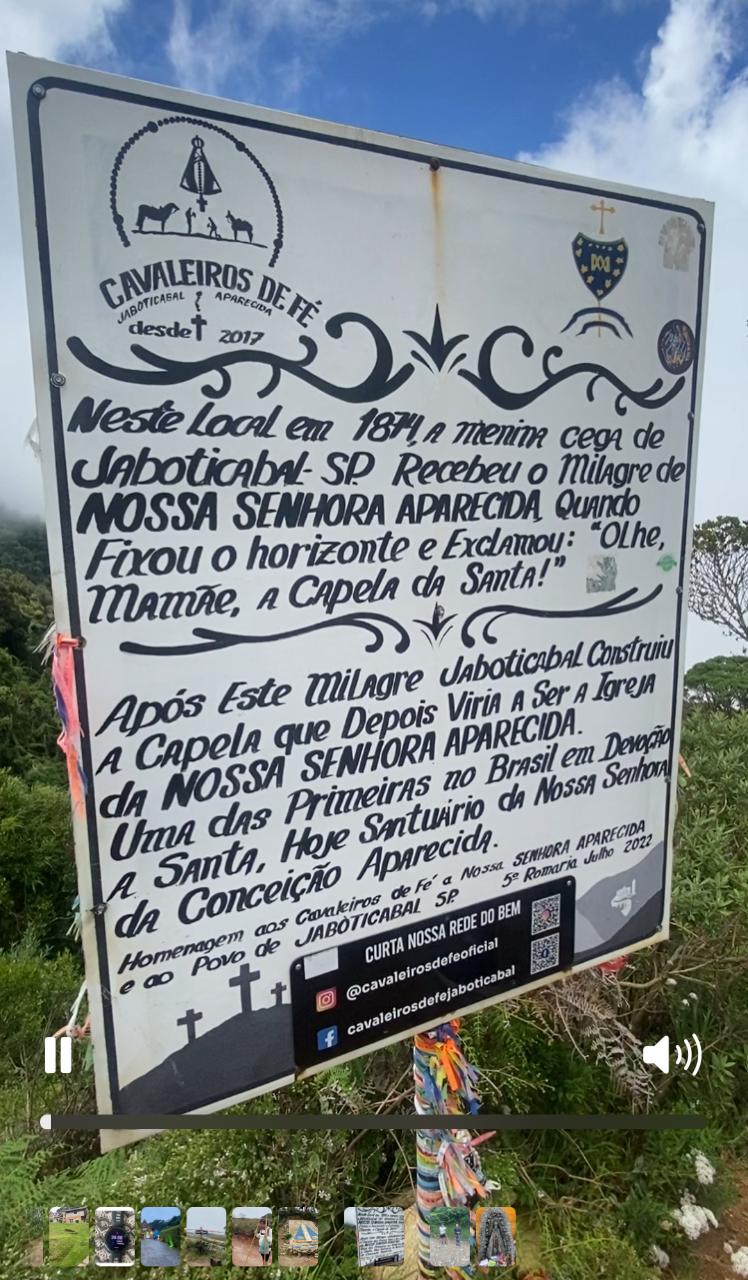 CAVALEIROS DE FÉ
JABOTICABAL APARECIDA
desde 2017
Neste Local em 1874, a menina cega de
Jaboticabal-SP. Recebeu o Milagre de
NOSSA SENHORA APARECIDA, Quando
Fixou o horizonte e Exclamou: "Olhe,
Mamãe, a Capela da Santa!"
Após Este Milagre Jaboticabal Construiu
a Capela que Depois Viria a Ser a Igreja
da NOSSA SENHORA APARECIDA.
Uma das Primeiras no Brasil em Devoção
a Santa, Hoje Santuário da Nossa Senhora
da Conceição Aparecida.
Homenagem aos Cavaleiros de Fé a Nossa SENHORA APARECIDA
e ao Povo de JABOTICABAL SP. 5ª Romaria Julho 2022
CURTA NOSSA REDE DO BEM
@cavaleirosdefeoficial
cavaleirosdefejaboticabal